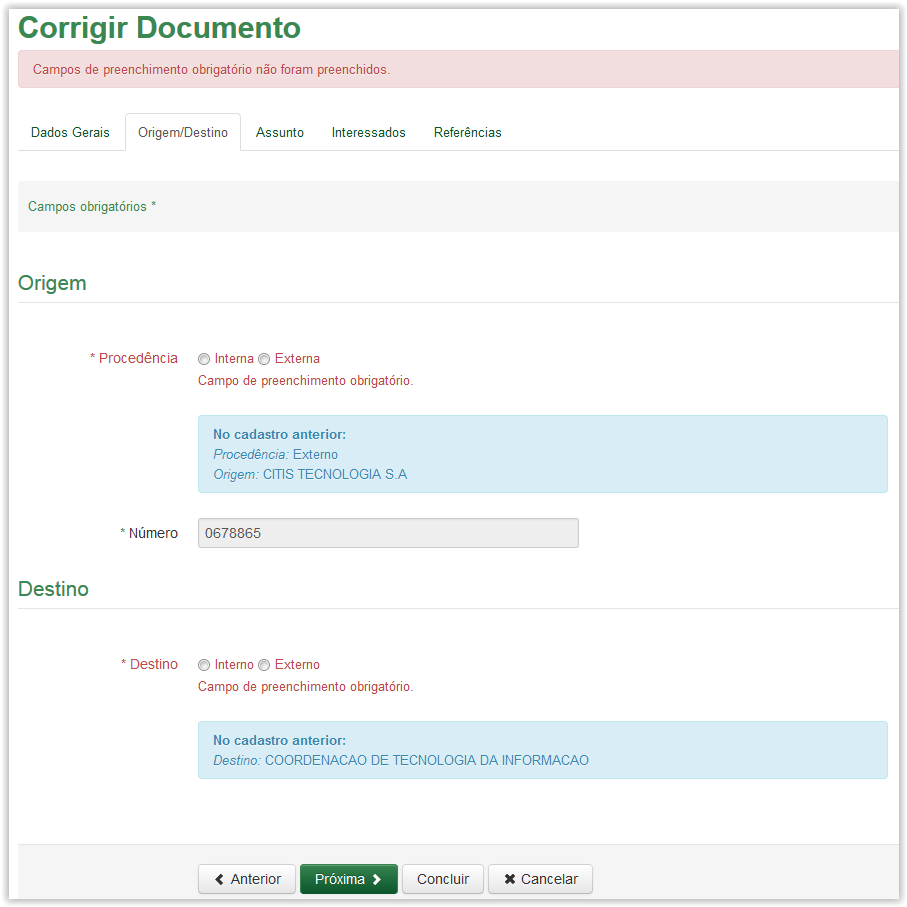 Corrigir Documento
Campos de preenchimento obrigatório não foram preenchidos.
Dados Gerais Origem/Destino Assunto Interessados Referências
Campos obrigatórios *
Origem
* Procedência Interna Externa
Campo de preenchimento obrigatório.
No cadastro anterior:
Procedência: Externo
Origem: CITIS TECNOLOGIA S.A
* Número 0678865
Destino
* Destino Interno Externo
Campo de preenchimento obrigatório.
No cadastro anterior:
Destino: COORDENACAO DE TECNOLOGIA DA INFORMACAO
Anterior Próxima Concluir Cancelar